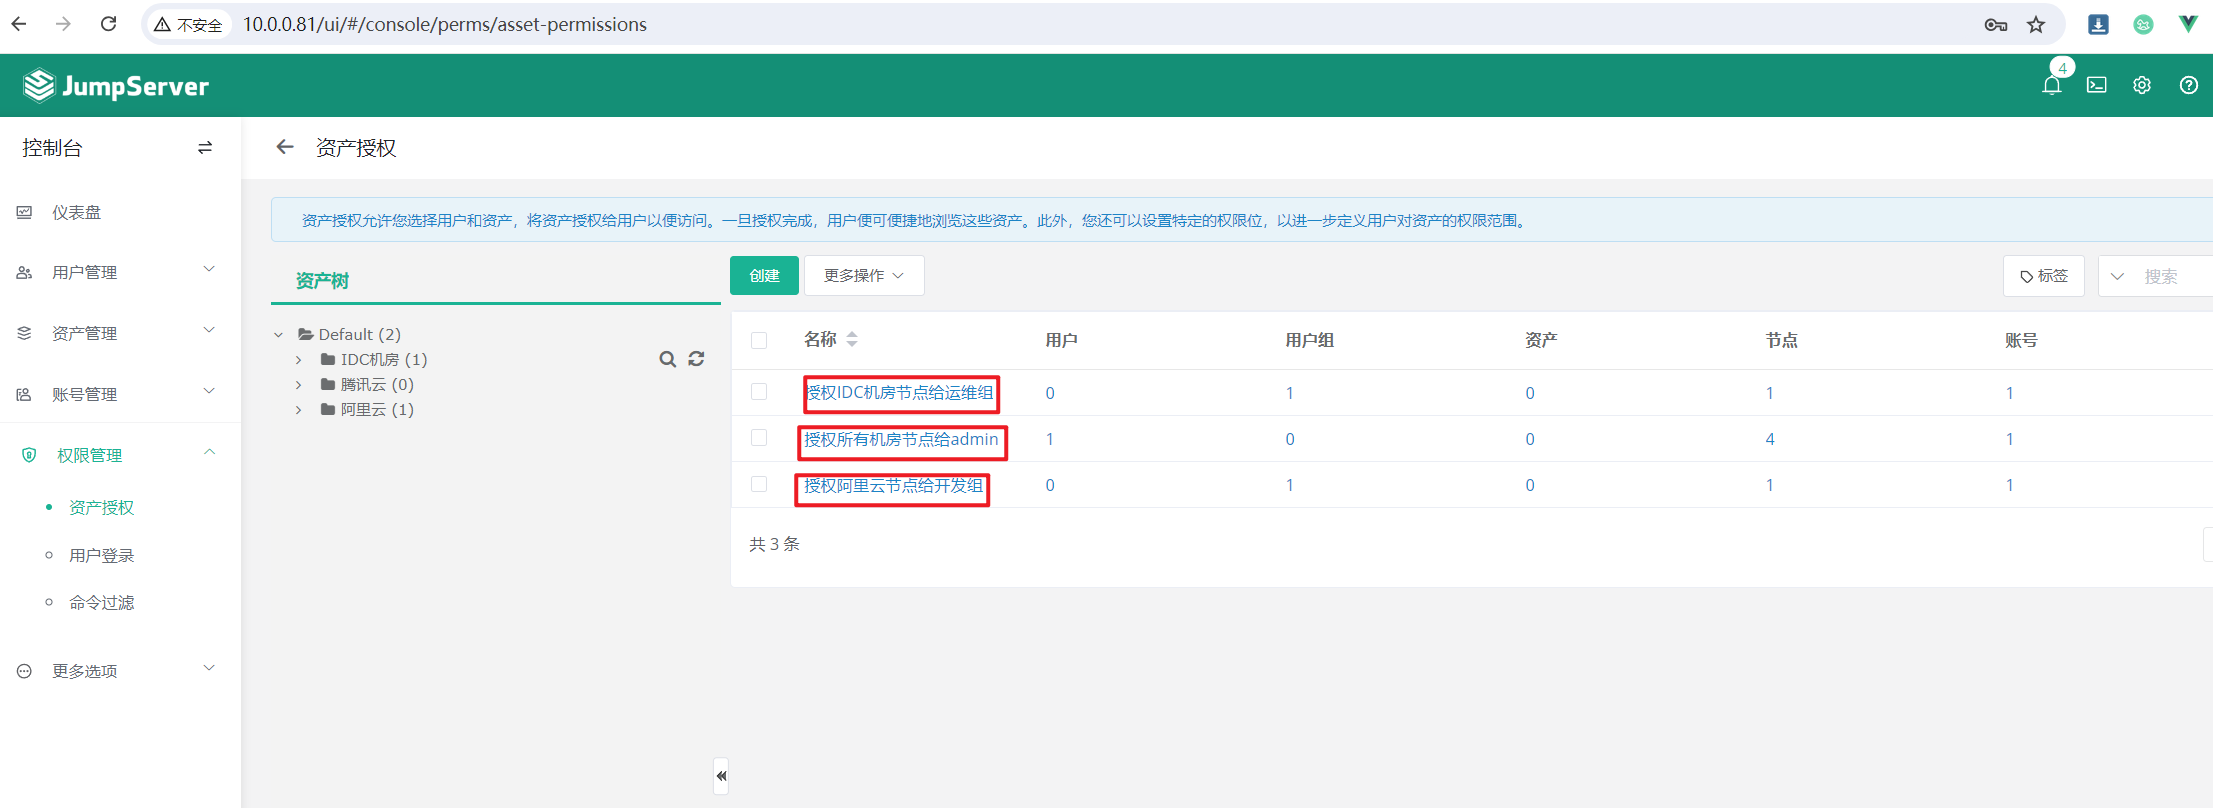 不安全 10.0.0.81/ui/#/console/perms/asset-permissions
JumpServer
4
控制台
资产授权
仪表盘
用户管理
资产管理
账号管理
权限管理
资产授权
用户登录
命令过滤
更多选项
资产授权允许您选择用户和资产，将资产授权给用户以便访问。一旦授权完成，用户便可便捷地浏览这些资产。此外，您还可以设置特定的权限位，以进一步定义用户对资产的权限范围。
资产树
Default (2)
IDC机房 (1)
腾讯云 (0)
阿里云 (1)
创建 更多操作 标签 搜索
名称 用户 用户组 资产 节点 账号
授权IDC机房节点给运维组 0 1 0 1 1
授权所有机房节点给admin 1 0 0 4 1
授权阿里云节点给开发组 0 1 0 1 1
共 3 条